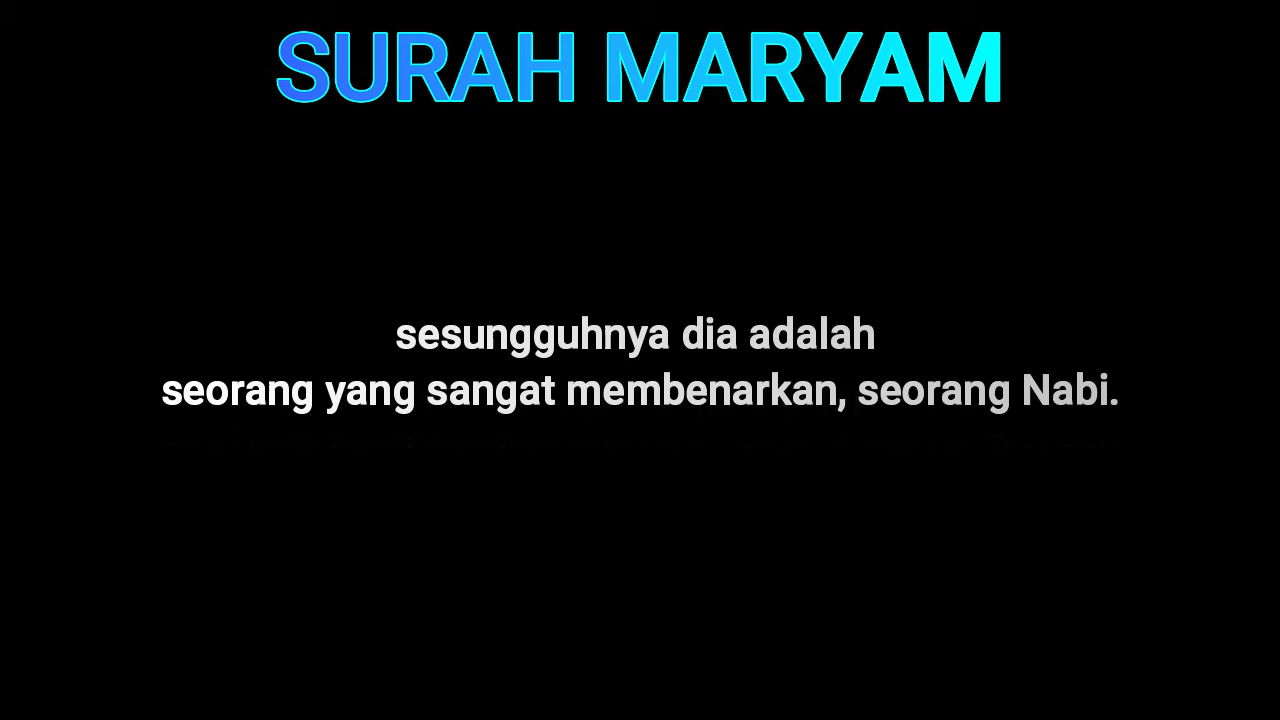 SURAH MARYAM
sesungguhnya dia adalah
seorang yang sangat membenarkan, seorang Nabi.